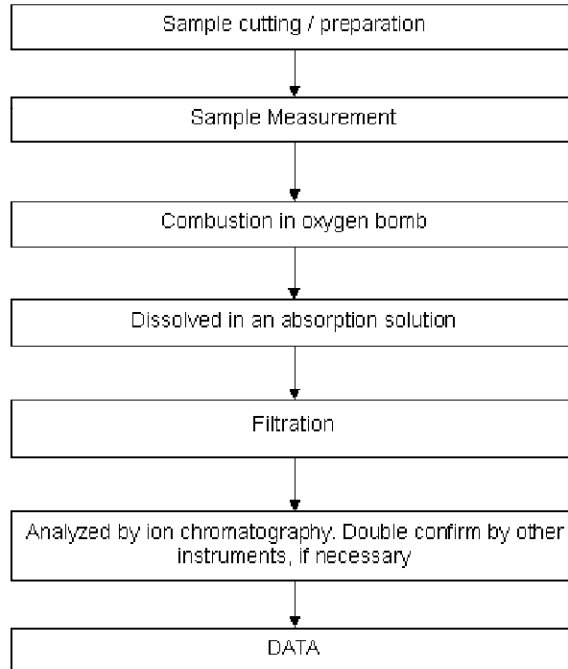 Sample cutting / preparation
Sample Measurement
Combustion in oxygen bomb
Dissolved in an absorption solution
Filtration
Analyzed by ion chromatography. Double confirm by other
instruments, if necessary
DATA